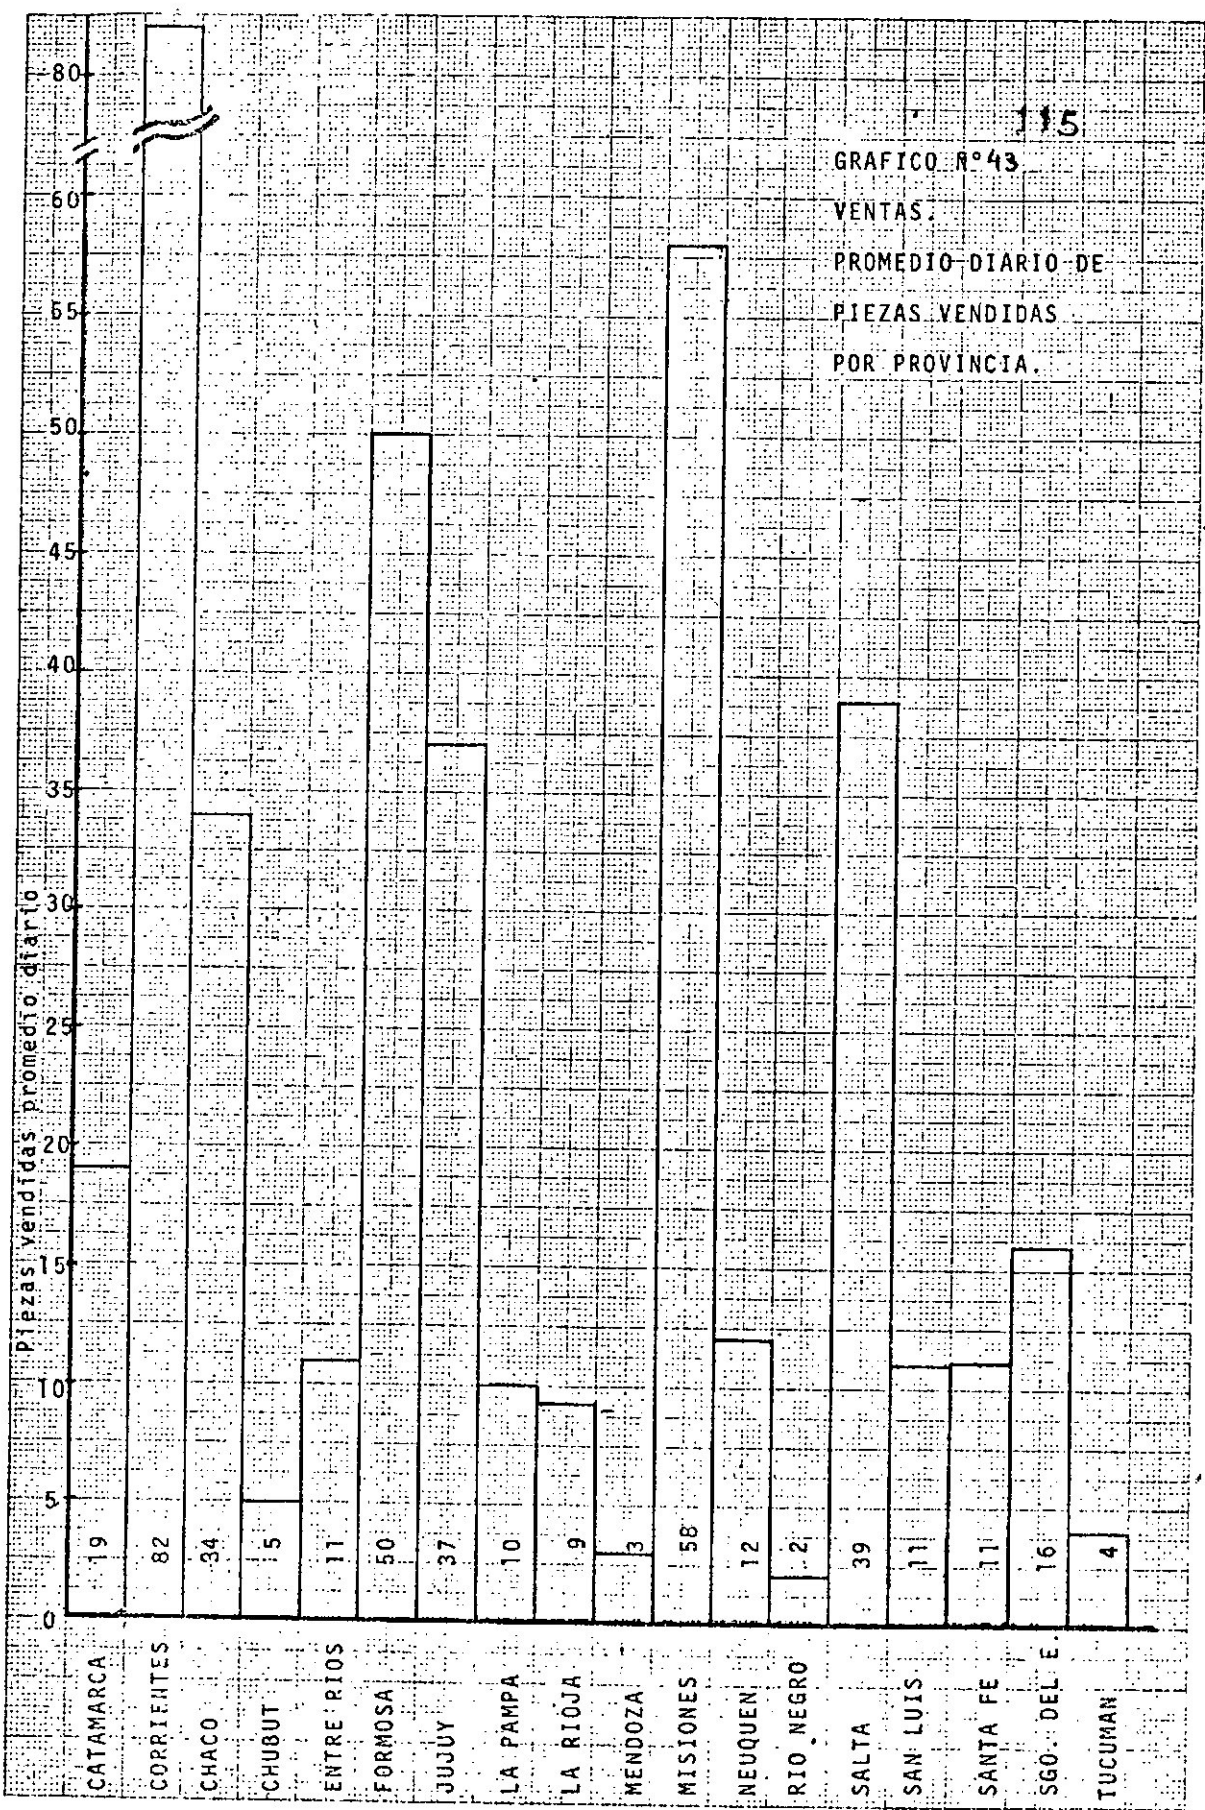 115
GRAFICO N°43
VENTAS.
PROMEDIO DIARIO DE
PIEZAS VENDIDAS
POR PROVINCIA.
Piezas vendidas promedio diario
80
60
55
50
45
40
35
30
25
20
15
10
5
0
19
82
34
5
11
50
37
10
9
3
58
12
2
39
11
11
16
4
CATAMARCA
CORRIENTES
CHACO
CHUBUT
ENTRE RIOS
FORMOSA
JUJUY
LA PAMPA
LA RIOJA
MENDOZA
MISIONES
NEUQUEN
RIO NEGRO
SALTA
SAN LUIS
SANTA FE
SGO. DEL E.
TUCUMAN